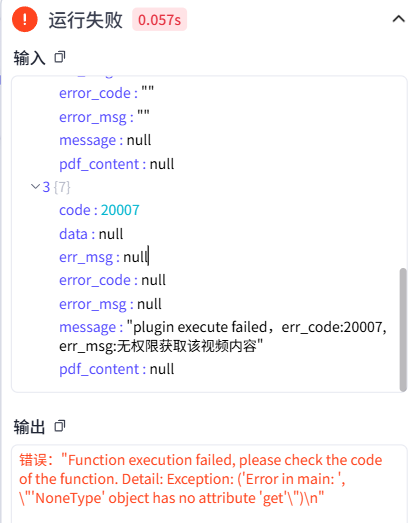 运行失败 0.057s
输入
error_code : ""
error_msg : ""
message : null
pdf_content : null
3 {7}
code : 20007
data : null
err_msg : null
error_code : null
error_msg : null
message : "plugin execute failed，err_code:20007,
err_msg:无权限获取该视频内容"
pdf_content : null
输出
错误："Function execution failed, please check the code
of the function. Detail: Exception: ('Error in main: ',
\"'NoneType' object has no attribute 'get'\")\n"